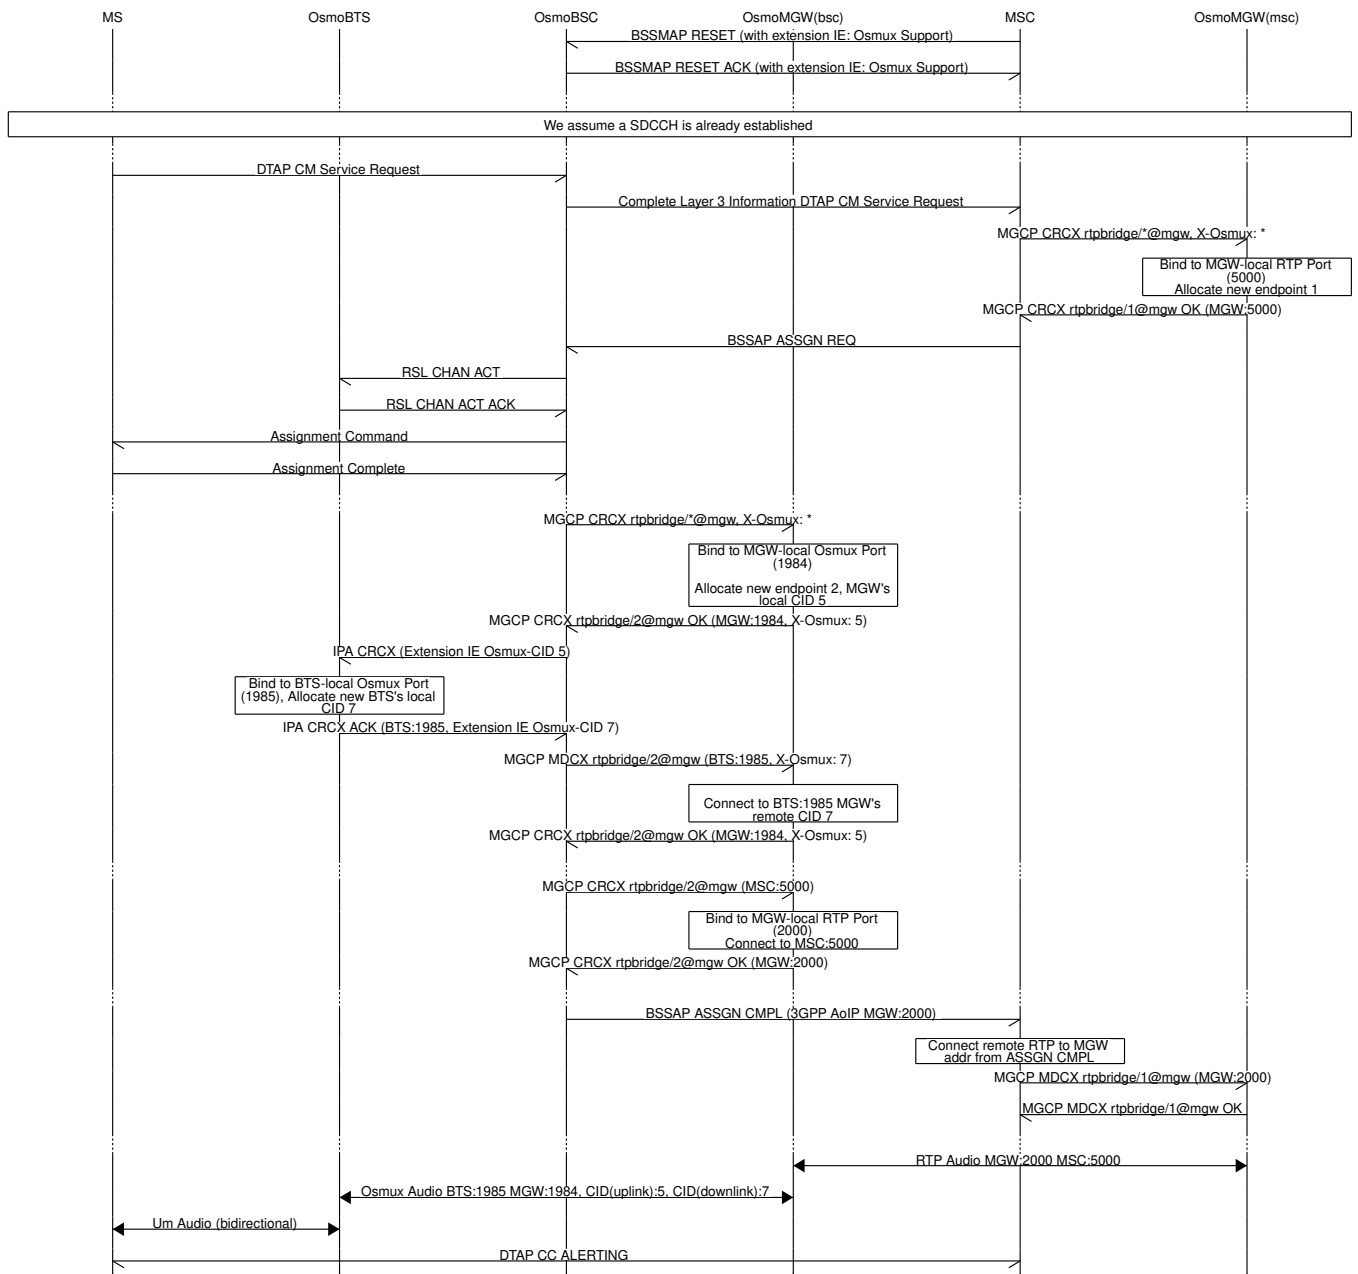 MS OsmoBTS OsmoBSC OsmoMGW(bsc) MSC OsmoMGW(msc)
BSSMAP RESET (with extension IE: Osmux Support)
BSSMAP RESET ACK (with extension IE: Osmux Support)
We assume a SDCCH is already established
DTAP CM Service Request
Complete Layer 3 Information DTAP CM Service Request
MGCP CRCX rtpbridge/*@mgw, X-Osmux: *
Bind to MGW-local RTP Port
(5000)
Allocate new endpoint 1
MGCP CRCX rtpbridge/1@mgw OK (MGW:5000)
BSSAP ASSGN REQ
RSL CHAN ACT
RSL CHAN ACT ACK
Assignment Command
Assignment Complete
MGCP CRCX rtpbridge/*@mgw, X-Osmux: *
Bind to MGW-local Osmux Port
(1984)
Allocate new endpoint 2, MGW's
local CID 5
MGCP CRCX rtpbridge/2@mgw OK (MGW:1984, X-Osmux: 5)
IPA CRCX (Extension IE Osmux-CID 5)
Bind to BTS-local Osmux Port
(1985), Allocate new BTS's local
CID 7
IPA CRCX ACK (BTS:1985, Extension IE Osmux-CID 7)
MGCP MDCX rtpbridge/2@mgw (BTS:1985, X-Osmux: 7)
Connect to BTS:1985 MGW's
remote CID 7
MGCP CRCX rtpbridge/2@mgw OK (MGW:1984, X-Osmux: 5)
MGCP CRCX rtpbridge/2@mgw (MSC:5000)
Bind to MGW-local RTP Port
(2000)
Connect to MSC:5000
MGCP CRCX rtpbridge/2@mgw OK (MGW:2000)
BSSAP ASSGN CMPL (3GPP AoIP MGW:2000)
Connect remote RTP to MGW
addr from ASSGN CMPL
MGCP MDCX rtpbridge/1@mgw (MGW:2000)
MGCP MDCX rtpbridge/1@mgw OK
RTP Audio MGW:2000 MSC:5000
Osmux Audio BTS:1985 MGW:1984, CID(uplink):5, CID(downlink):7
Um Audio (bidirectional)
DTAP CC ALERTING